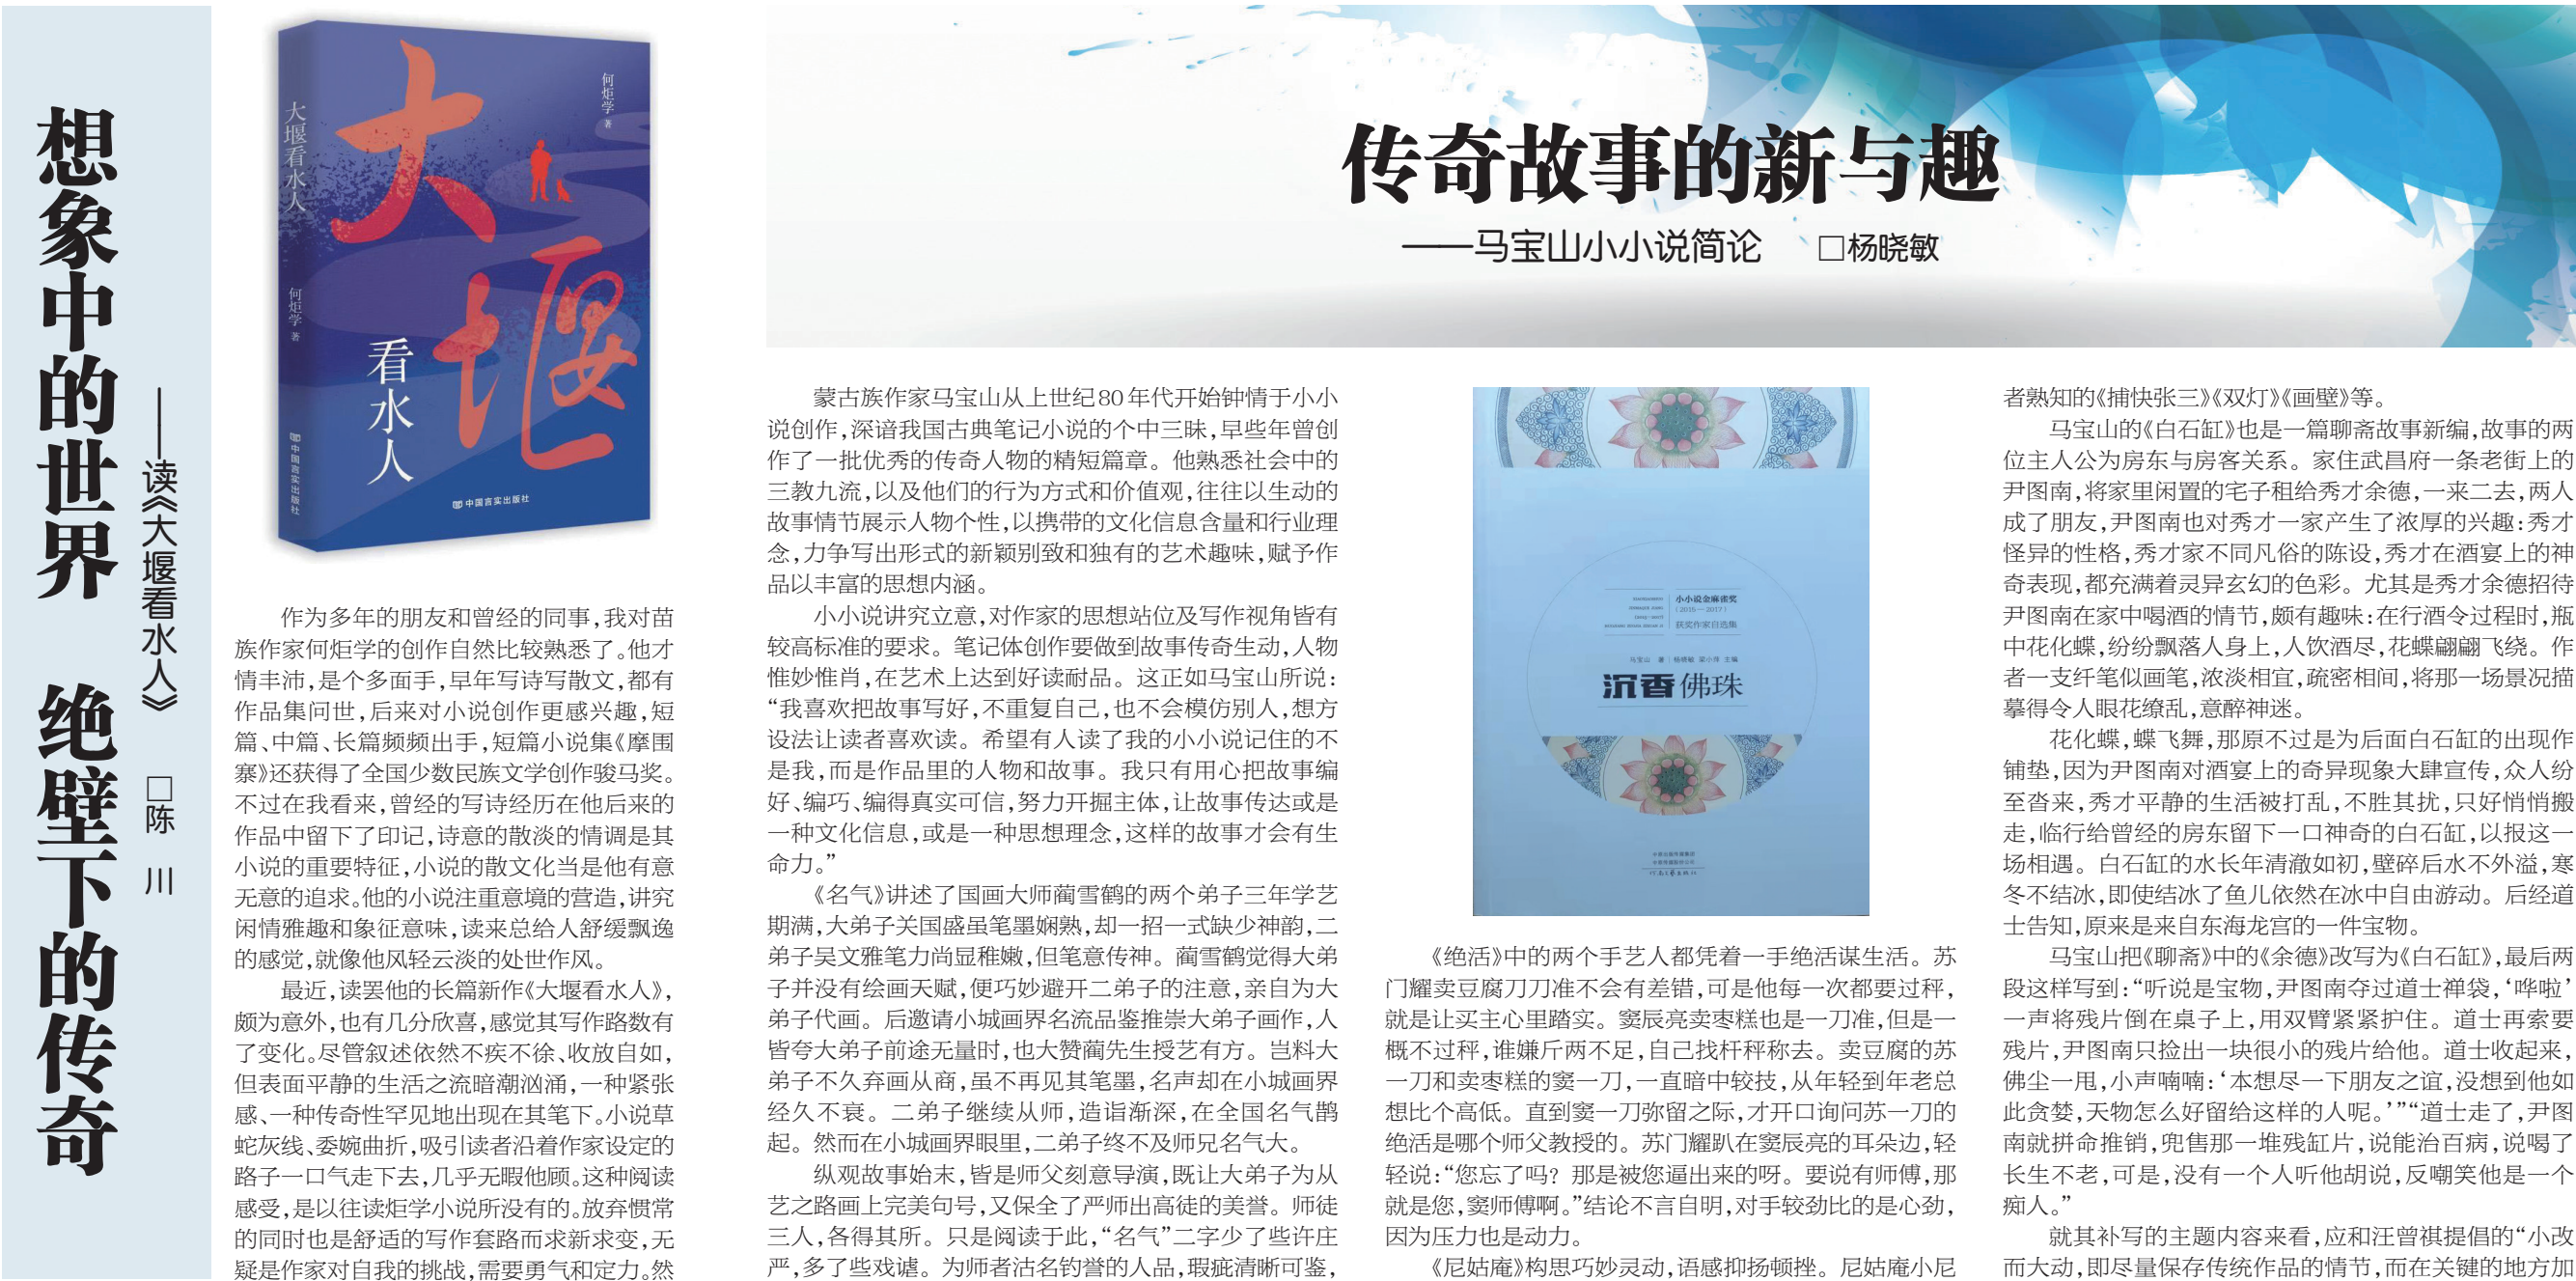 想象中的世界 绝壁下的传奇
——读《大堰看水人》 □陈 川
大堰看水人
何炬学 著
中国言实出版社
何炬学 著
大堰
看水人
中国言实出版社
作为多年的朋友和曾经的同事,我对苗
族作家何炬学的创作自然比较熟悉了。他才
情丰沛,是个多面手,早年写诗写散文,都有
作品集问世,后来对小说创作更感兴趣,短
篇、中篇、长篇频频出手,短篇小说集《摩围
寨》还获得了全国少数民族文学创作骏马奖。
不过在我看来,曾经的写诗经历在他后来的
作品中留下了印记,诗意的散淡的情调是其
小说的重要特征,小说的散文化当是他有意
无意的追求。他的小说注重意境的营造,讲究
闲情雅趣和象征意味,读来总给人舒缓飘逸
的感觉,就像他风轻云淡的处世作风。
最近,读罢他的长篇新作《大堰看水人》,
颇为意外,也有几分欣喜,感觉其写作路数有
了变化。尽管叙述依然不疾不徐、收放自如,
但表面平静的生活之流暗潮汹涌,一种紧张
感、一种传奇性罕见地出现在其笔下。小说草
蛇灰线、委婉曲折,吸引读者沿着作家设定的
路子一口气走下去,几乎无暇他顾。这种阅读
感受,是以往读炬学小说所没有的。放弃惯常
的同时也是舒适的写作套路而求新求变,无
疑是作家对自我的挑战,需要勇气和定力。然
传奇故事的新与趣
——马宝山小小说简论 □杨晓敏
蒙古族作家马宝山从上世纪80年代开始钟情于小小
说创作,深谙我国古典笔记小说的个中三昧,早些年曾创
作了一批优秀的传奇人物的精短篇章。他熟悉社会中的
三教九流,以及他们的行为方式和价值观,往往以生动的
故事情节展示人物个性,以携带的文化信息含量和行业理
念,力争写出形式的新颖别致和独有的艺术趣味,赋予作
品以丰富的思想内涵。
小小说讲究立意,对作家的思想站位及写作视角皆有
较高标准的要求。笔记体创作要做到故事传奇生动,人物
惟妙惟肖,在艺术上达到好读耐品。这正如马宝山所说:
“我喜欢把故事写好,不重复自己,也不会模仿别人,想方
设法让读者喜欢读。希望有人读了我的小小说记住的不
是我,而是作品里的人物和故事。我只有用心把故事编
好、编巧、编得真实可信,努力开掘主体,让故事传达或是
一种文化信息,或是一种思想理念,这样的故事才会有生
命力。”
《名气》讲述了国画大师蔺雪鹤的两个弟子三年学艺
期满,大弟子关国盛虽笔墨娴熟,却一招一式缺少神韵,二
弟子吴文雅笔力尚显稚嫩,但笔意传神。蔺雪鹤觉得大弟
子并没有绘画天赋,便巧妙避开二弟子的注意,亲自为大
弟子代画。后邀请小城画界名流品鉴推崇大弟子画作,人
皆夸大弟子前途无量时,也大赞蔺先生授艺有方。岂料大
弟子不久弃画从商,虽不再见其笔墨,名声却在小城画界
经久不衰。二弟子继续从师,造诣渐深,在全国名气鹊
起。然而在小城画界眼里,二弟子终不及师兄名气大。
纵观故事始末,皆是师父刻意导演,既让大弟子为从
艺之路画上完美句号,又保全了严师出高徒的美誉。师徒
三人,各得其所。只是阅读于此,“名气”二字少了些许庄
严,多了些戏谑。为师者沽名钓誉的人品,瑕疵清晰可鉴,
小小说金麻雀奖
(2015—2017)
获奖作家自选集
马宝山 著 | 杨晓敏 梁小萍 主编
沉香佛珠
《绝活》中的两个手艺人都凭着一手绝活谋生活。苏
门耀卖豆腐刀刀准不会有差错,可是他每一次都要过秤,
就是让买主心里踏实。窦辰亮卖枣糕也是一刀准,但是一
概不过秤,谁嫌斤两不足,自己找杆秤称去。卖豆腐的苏
一刀和卖枣糕的窦一刀,一直暗中较技,从年轻到年老总
想比个高低。直到窦一刀弥留之际,才开口询问苏一刀的
绝活是哪个师父教授的。苏门耀趴在窦辰亮的耳朵边,轻
轻说:“您忘了吗？那是被您逼出来的呀。要说有师傅,那
就是您,窦师傅啊。”结论不言自明,对手较劲比的是心劲,
因为压力也是动力。
《尼姑庵》构思巧妙灵动,语感抑扬顿挫。尼姑庵小尼
者熟知的《捕快张三》《双灯》《画壁》等。
马宝山的《白石缸》也是一篇聊斋故事新编,故事的两
位主人公为房东与房客关系。家住武昌府一条老街上的
尹图南,将家里闲置的宅子租给秀才余德,一来二去,两人
成了朋友,尹图南也对秀才一家产生了浓厚的兴趣:秀才
怪异的性格,秀才家不同凡俗的陈设,秀才在酒宴上的神
奇表现,都充满着灵异玄幻的色彩。尤其是秀才余德招待
尹图南在家中喝酒的情节,颇有趣味:在行酒令过程时,瓶
中花化蝶,纷纷飘落人身上,人饮酒尽,花蝶翩翩飞绕。作
者一支纤笔似画笔,浓淡相宜,疏密相间,将那一场景况描
摹得令人眼花缭乱,意醉神迷。
花化蝶,蝶飞舞,那原不过是为后面白石缸的出现作
铺垫,因为尹图南对酒宴上的奇异现象大肆宣传,众人纷
至沓来,秀才平静的生活被打乱,不胜其扰,只好悄悄搬
走,临行给曾经的房东留下一口神奇的白石缸,以报这一
场相遇。白石缸的水长年清澈如初,壁碎后水不外溢,寒
冬不结冰,即使结冰了鱼儿依然在冰中自由游动。后经道
士告知,原来是来自东海龙宫的一件宝物。
马宝山把《聊斋》中的《余德》改写为《白石缸》,最后两
段这样写到:“听说是宝物,尹图南夺过道士禅袋,‘哗啦’
一声将残片倒在桌子上,用双臂紧紧护住。道士再索要
残片,尹图南只捡出一块很小的残片给他。道士收起来,
佛尘一甩,小声喃喃:‘本想尽一下朋友之谊,没想到他如
此贪婪,天物怎么好留给这样的人呢。’”“道士走了,尹图
南就拼命推销,兜售那一堆残缸片,说能治百病,说喝了
长生不老,可是,没有一个人听他胡说,反嘲笑他是一个
痴人。”
就其补写的主题内容来看,应和汪曾祺提倡的“小改
而大动,即尽量保存传统作品的情节,而在关键的地方加